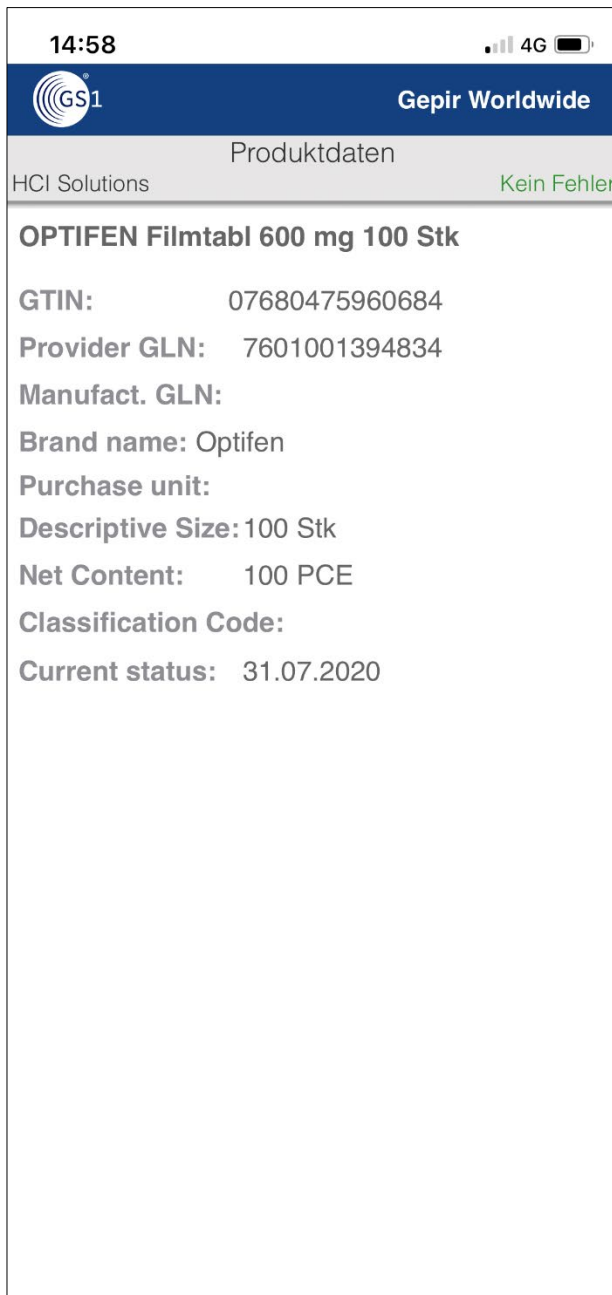 14:58
4G
GS1®
Gepir Worldwide
Produktdaten
HCI Solutions
Kein Fehler
OPTIFEN Filmtabl 600 mg 100 Stk
GTIN: 07680475960684
Provider GLN: 7601001394834
Manufact. GLN:
Brand name: Optifen
Purchase unit:
Descriptive Size: 100 Stk
Net Content: 100 PCE
Classification Code:
Current status: 31.07.2020